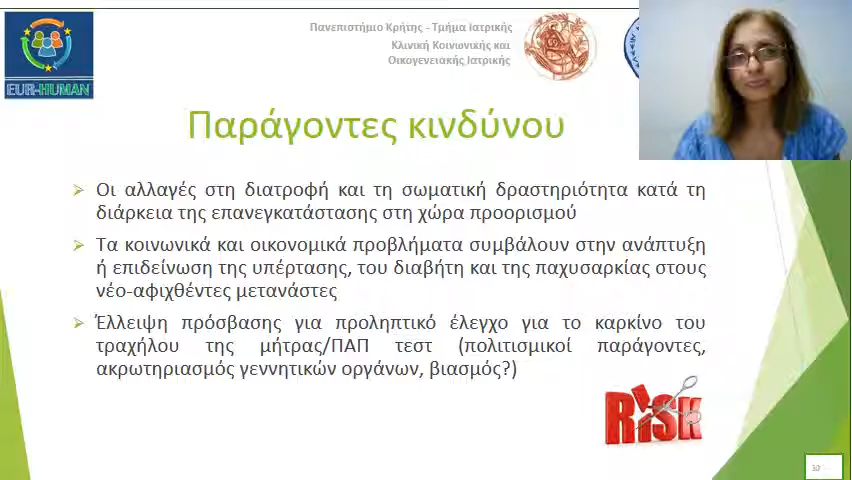 EUR-HUMAN
Πανεπιστήμιο Κρήτης - Τμήμα Ιατρικής
Κλινική Κοινωνικής και
Οικογενειακής Ιατρικής
Παράγοντες κινδύνου
Οι αλλαγές στη διατροφή και τη σωματική δραστηριότητα κατά τη
διάρκεια της επανεγκατάστασης στη χώρα προορισμού
Τα κοινωνικά και οικονομικά προβλήματα συμβάλουν στην ανάπτυξη
ή επιδείνωση της υπέρτασης, του διαβήτη και της παχυσαρκίας στους
νέο-αφιχθέντες μετανάστες
Έλλειψη πρόσβασης για προληπτικό έλεγχο για το καρκίνο του
τραχήλου της μήτρας/ΠΑΠ τεστ (πολιτισμικοί παράγοντες,
ακρωτηριασμός γεννητικών οργάνων, βιασμός?)
RISK
30